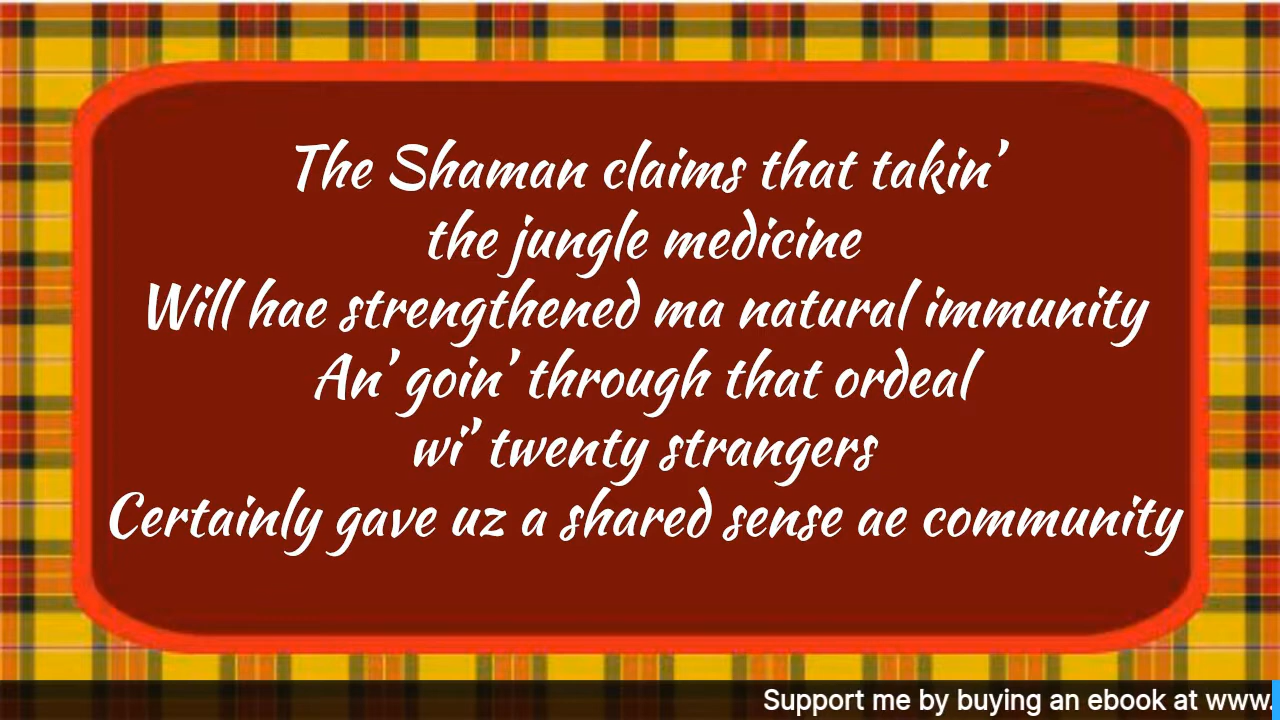 The Shaman claims that takin’
the jungle medicine
Will hae strengthened ma natural immunity
An’ goin’ through that ordeal
wi’ twenty strangers
Certainly gave uz a shared sense ae community
Support me by buying an ebook at www.